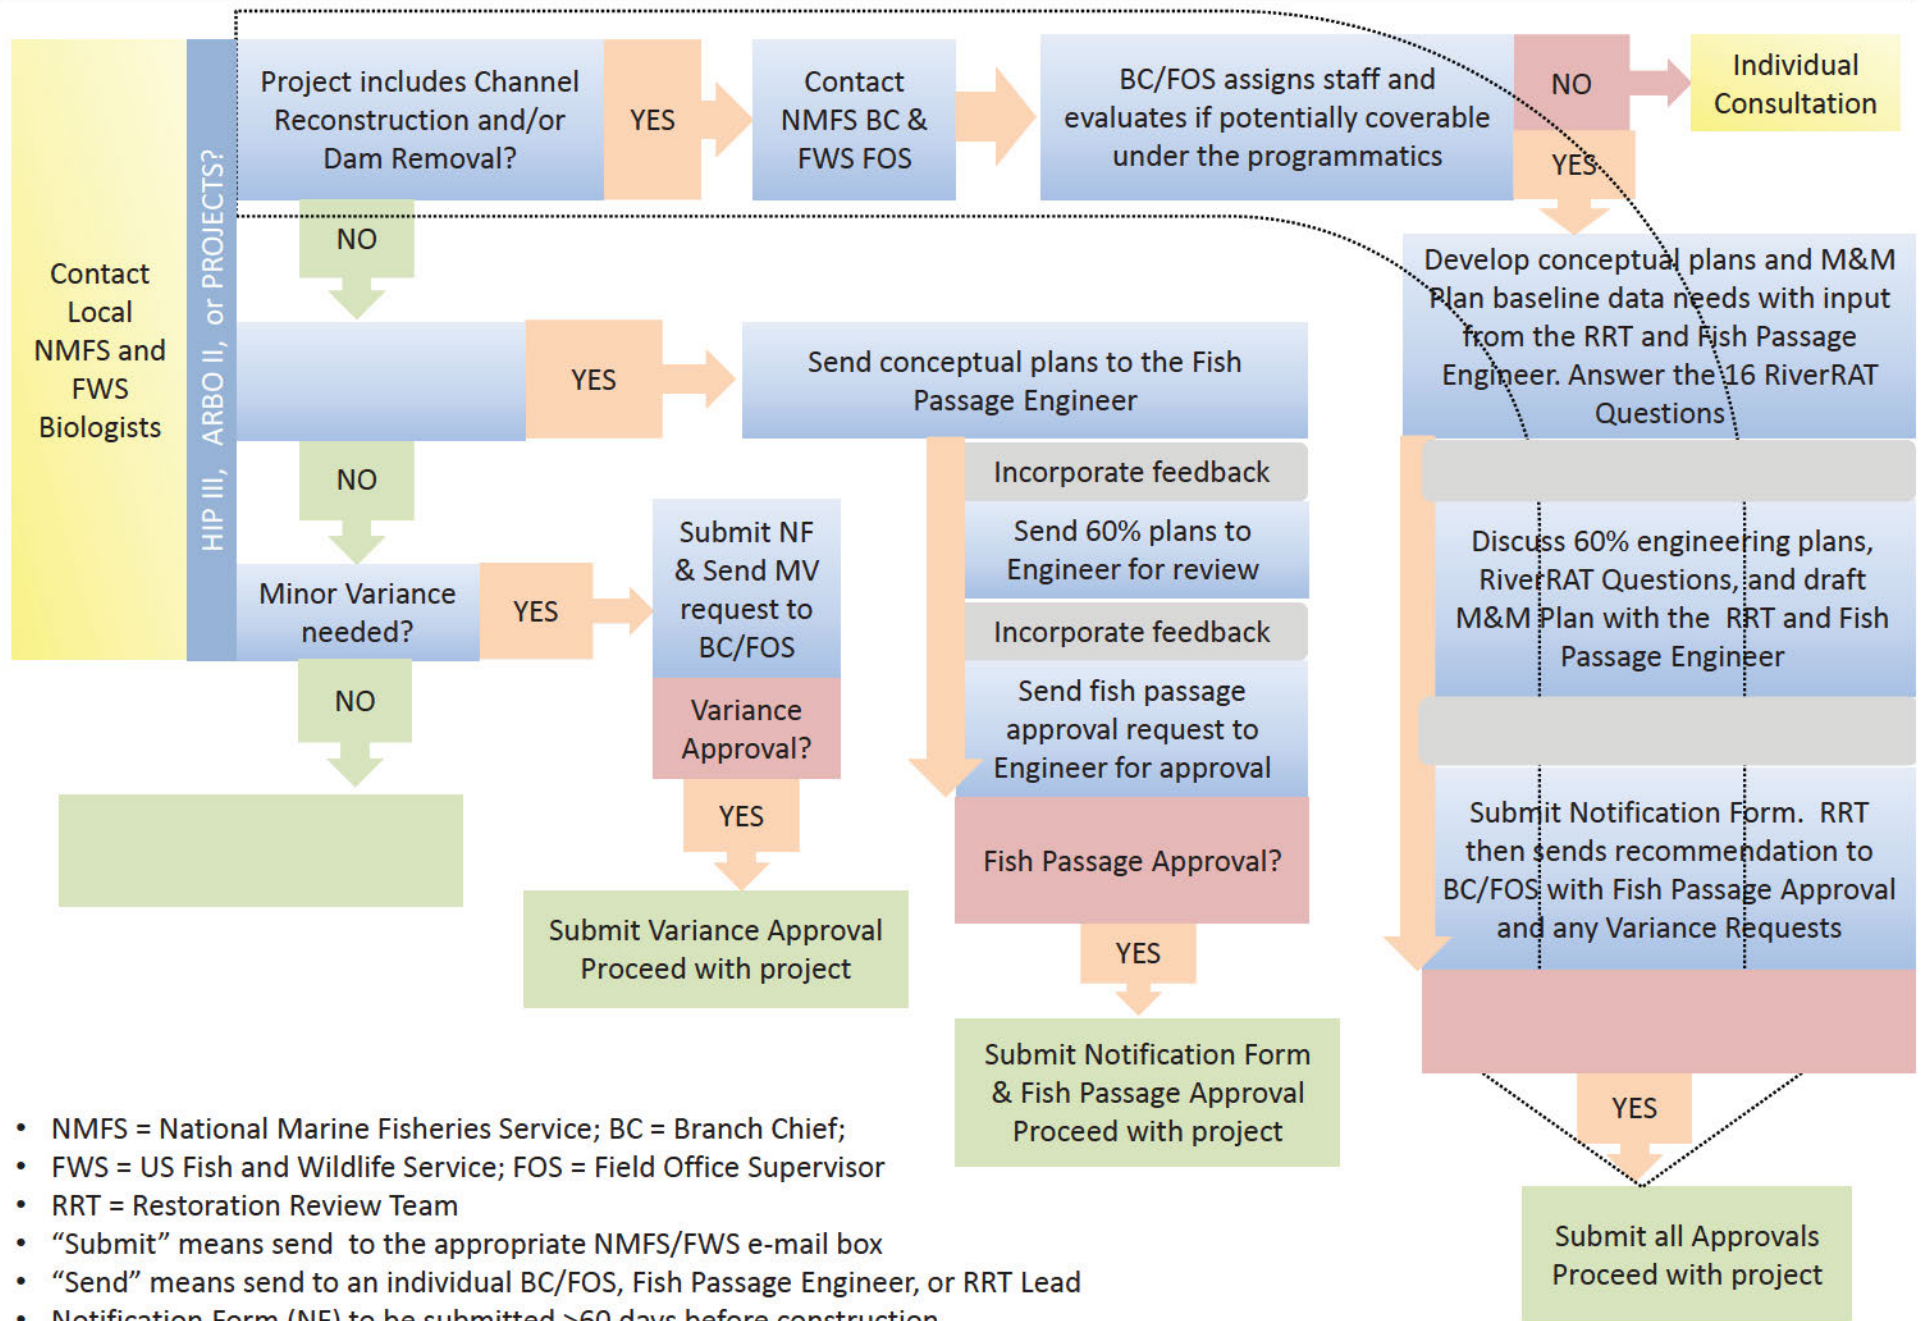 Contact
Local
NMFS and
FWS
Biologists
HIP III, ARBO II, or PROJECTS?
Project includes Channel
Reconstruction and/or
Dam Removal?
YES
Contact
NMFS BC &
FWS FOS
BC/FOS assigns staff and
evaluates if potentially coverable
under the programmatics
NO
Individual
Consultation
YES
NO
Develop conceptual plans and M&M
Plan baseline data needs with input
from the RRT and Fish Passage
Engineer. Answer the 16 RiverRAT
Questions
YES
Send conceptual plans to the Fish
Passage Engineer
NO
Incorporate feedback
Send 60% plans to
Engineer for review
Incorporate feedback
Send fish passage
approval request to
Engineer for approval
Fish Passage Approval?
YES
Submit Notification Form
& Fish Passage Approval
Proceed with project
Discuss 60% engineering plans,
RiverRAT Questions, and draft
M&M Plan with the RRT and Fish
Passage Engineer
Submit Notification Form. RRT
then sends recommendation to
BC/FOS with Fish Passage Approval
and any Variance Requests
YES
Submit all Approvals
Proceed with project
Minor Variance
needed?
YES
Submit NF
& Send MV
request to
BC/FOS
Variance
Approval?
YES
Submit Variance Approval
Proceed with project
NO
• NMFS = National Marine Fisheries Service; BC = Branch Chief;
• FWS = US Fish and Wildlife Service; FOS = Field Office Supervisor
• RRT = Restoration Review Team
• “Submit” means send to the appropriate NMFS/FWS e-mail box
• “Send” means send to an individual BC/FOS, Fish Passage Engineer, or RRT Lead
• Notification Form (NF) to be submitted >60 days before construction